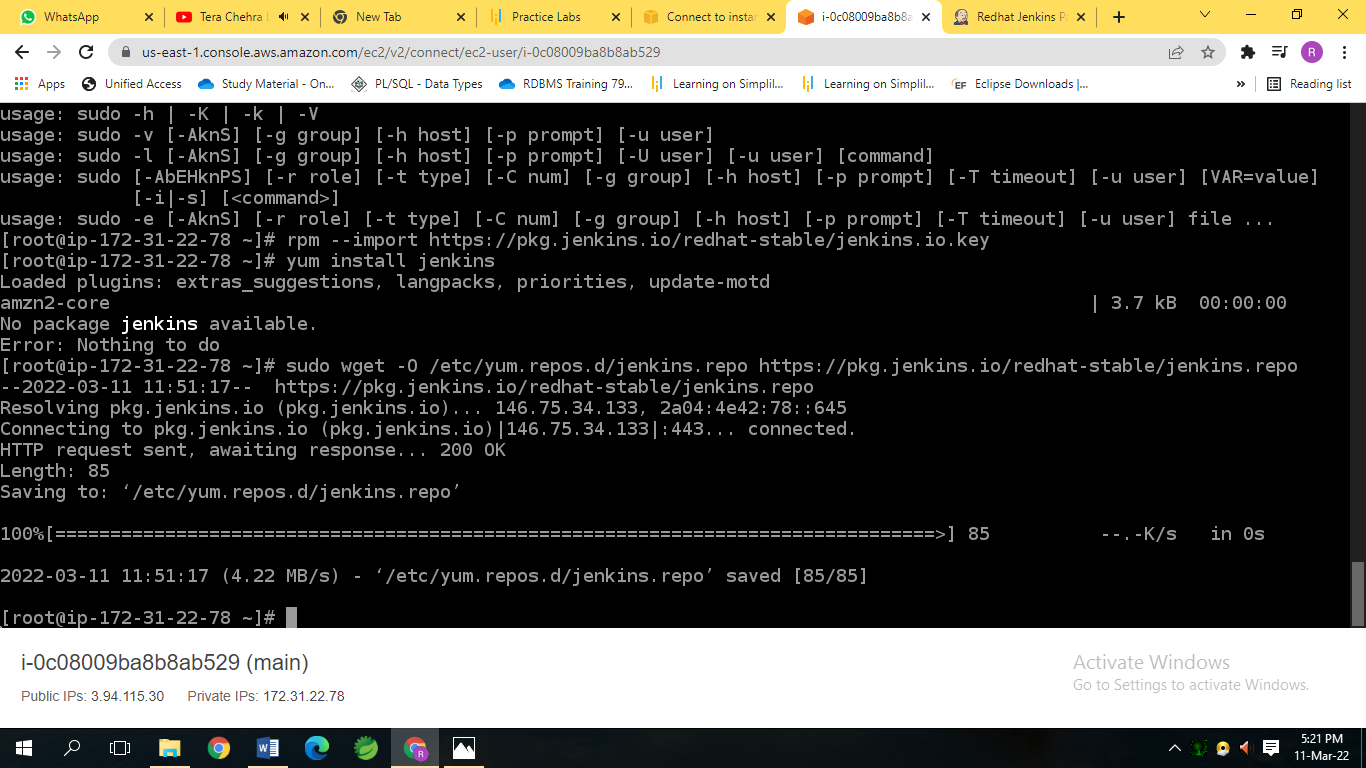 WhatsApp
Tera Chehra
New Tab
Practice Labs
Connect to instan
i-0c08009ba8b8a
Redhat Jenkins P
us-east-1.console.aws.amazon.com/ec2/v2/connect/ec2-user/i-0c08009ba8b8ab529
R
Apps
Unified Access
Study Material - On...
PL/SQL - Data Types
RDBMS Training 79...
Learning on Simplil...
Learning on Simplil...
EF
Eclipse Downloads |...
»
Reading list
usage: sudo -h | -K | -k | -V
usage: sudo -v [-AknS] [-g group] [-h host] [-p prompt] [-u user]
usage: sudo -l [-AknS] [-g group] [-h host] [-p prompt] [-U user] [-u user] [command]
usage: sudo [-AbEHknPS] [-r role] [-t type] [-C num] [-g group] [-h host] [-p prompt] [-T timeout] [-u user] [VAR=value]
[-i|-s] [<command>]
usage: sudo -e [-AknS] [-r role] [-t type] [-C num] [-g group] [-h host] [-p prompt] [-T timeout] [-u user] file ...
[root@ip-172-31-22-78 ~]# rpm --import https://pkg.jenkins.io/redhat-stable/jenkins.io.key
[root@ip-172-31-22-78 ~]# yum install jenkins
Loaded plugins: extras_suggestions, langpacks, priorities, update-motd
amzn2-core | 3.7 kB 00:00:00
No package jenkins available.
Error: Nothing to do
[root@ip-172-31-22-78 ~]# sudo wget -O /etc/yum.repos.d/jenkins.repo https://pkg.jenkins.io/redhat-stable/jenkins.repo
--2022-03-11 11:51:17-- https://pkg.jenkins.io/redhat-stable/jenkins.repo
Resolving pkg.jenkins.io (pkg.jenkins.io)... 146.75.34.133, 2a04:4e42:78::645
Connecting to pkg.jenkins.io (pkg.jenkins.io)|146.75.34.133|:443... connected.
HTTP request sent, awaiting response... 200 OK
Length: 85
Saving to: ‘/etc/yum.repos.d/jenkins.repo’
100%[================================================================================>] 85 --.-K/s in 0s
2022-03-11 11:51:17 (4.22 MB/s) - ‘/etc/yum.repos.d/jenkins.repo’ saved [85/85]
[root@ip-172-31-22-78 ~]#
i-0c08009ba8b8ab529 (main)
Public IPs: 3.94.115.30 Private IPs: 172.31.22.78
Activate Windows
Go to Settings to activate Windows.
5:21 PM
11-Mar-22